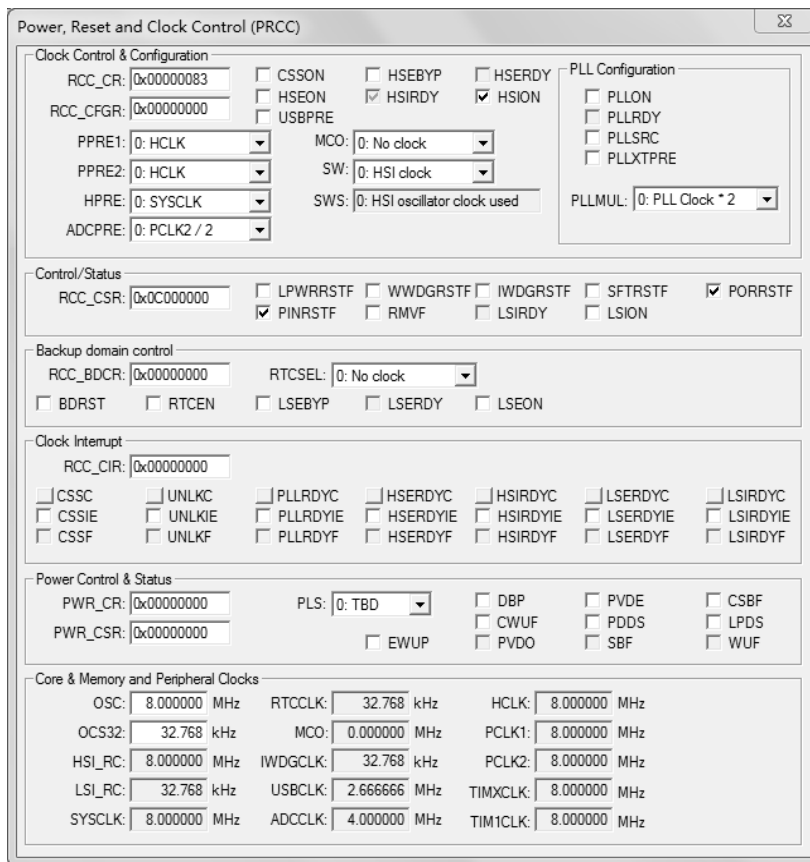 Power, Reset and Clock Control (PRCC)
Clock Control & Configuration
RCC_CR: 0x00000083 CSSON HSEBYP HSERDY PLL Configuration
RCC_CFGR: 0x00000000 HSEON HSIRDY HSION PLLON
USBPRE PLLRDY
PPRE1: 0: HCLK MCO: 0: No clock PLLSRC
PPRE2: 0: HCLK SW: 0: HSI clock PLLXTPRE
HPRE: 0: SYSCLK SWS: 0: HSI oscillator clock used PLLMUL: 0: PLL Clock * 2
ADCPRE: 0: PCLK2 / 2
Control/Status
RCC_CSR: 0x0C000000 LPWRRSTF WWDGRSTF IWDGRSTF SFTRSTF PORRSTF
PINRSTF RMVF LSIRDY LSION
Backup domain control
RCC_BDCR: 0x00000000 RTCSEL: 0: No clock
BDRST RTCEN LSEBYP LSERDY LSEON
Clock Interrupt
RCC_CIR: 0x00000000
CSSC UNLKC PLLRDYC HSERDYC HSIRDYC LSERDYC LSIRDYC
CSSIE UNLKIE PLLRDYIE HSERDYIE HSIRDYIE LSERDYIE LSIRDYIE
CSSF UNLKF PLLRDYF HSERDYF HSIRDYF LSERDYF LSIRDYF
Power Control & Status
PWR_CR: 0x00000000 PLS: 0: TBD DBP PVDE CSBF
CWUF PDDS LPDS
PWR_CSR: 0x00000000 EWUP PVDO SBF WUF
Core & Memory and Peripheral Clocks
OSC: 8.000000 MHz RTCCLK: 32.768 kHz HCLK: 8.000000 MHz
OCS32: 32.768 kHz MCO: 0.000000 MHz PCLK1: 8.000000 MHz
HSI_RC: 8.000000 MHz IWDGCLK: 32.768 kHz PCLK2: 8.000000 MHz
LSI_RC: 32.768 kHz USBCLK: 2.666666 MHz TIMXCLK: 8.000000 MHz
SYSCLK: 8.000000 MHz ADCCLK: 4.000000 MHz TIM1CLK: 8.000000 MHz